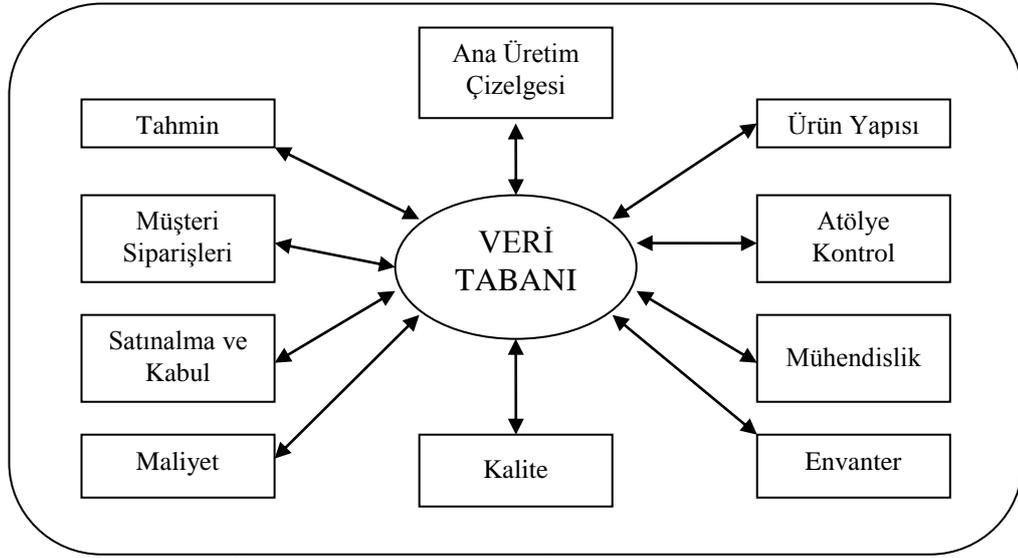 Ana Üretim
Çizelgesi
Tahmin
Ürün Yapısı
Müşteri
Siparişleri
VERİ
TABANI
Atölye
Kontrol
Satınalma ve
Kabul
Mühendislik
Maliyet
Kalite
Envanter